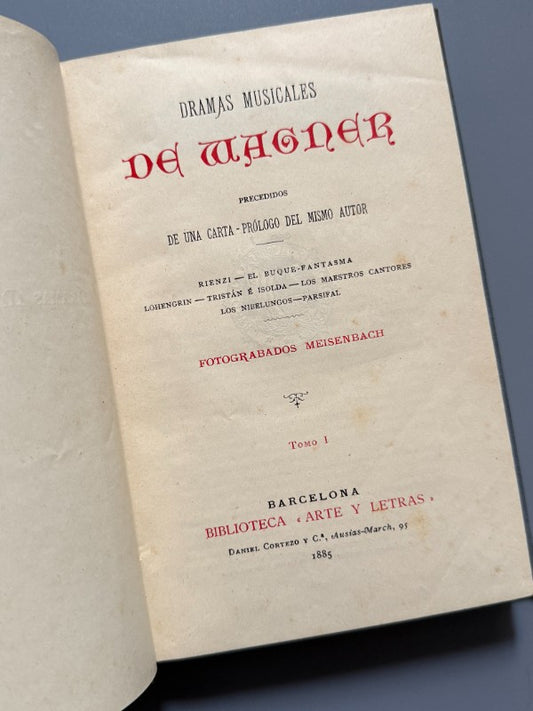 DRAMAS MUSICALES
DE WAGNER
PRECEDIDOS
DE UNA CARTA-PRÓLOGO DEL MISMO AUTOR
RIENZI—EL BUQUE-FANTASMA
LOHENGRIN—TRISTÁN É ISOLDA—LOS MAESTROS CANTORES
LOS NIBELUNGOS—PARSIFAL
FOTOGRABADOS MEISENBACH
TOMO I
BARCELONA
BIBLIOTECA «ARTE Y LETRAS»
DANIEL CORTEZO Y C.ª, Ausias-March, 95
1885